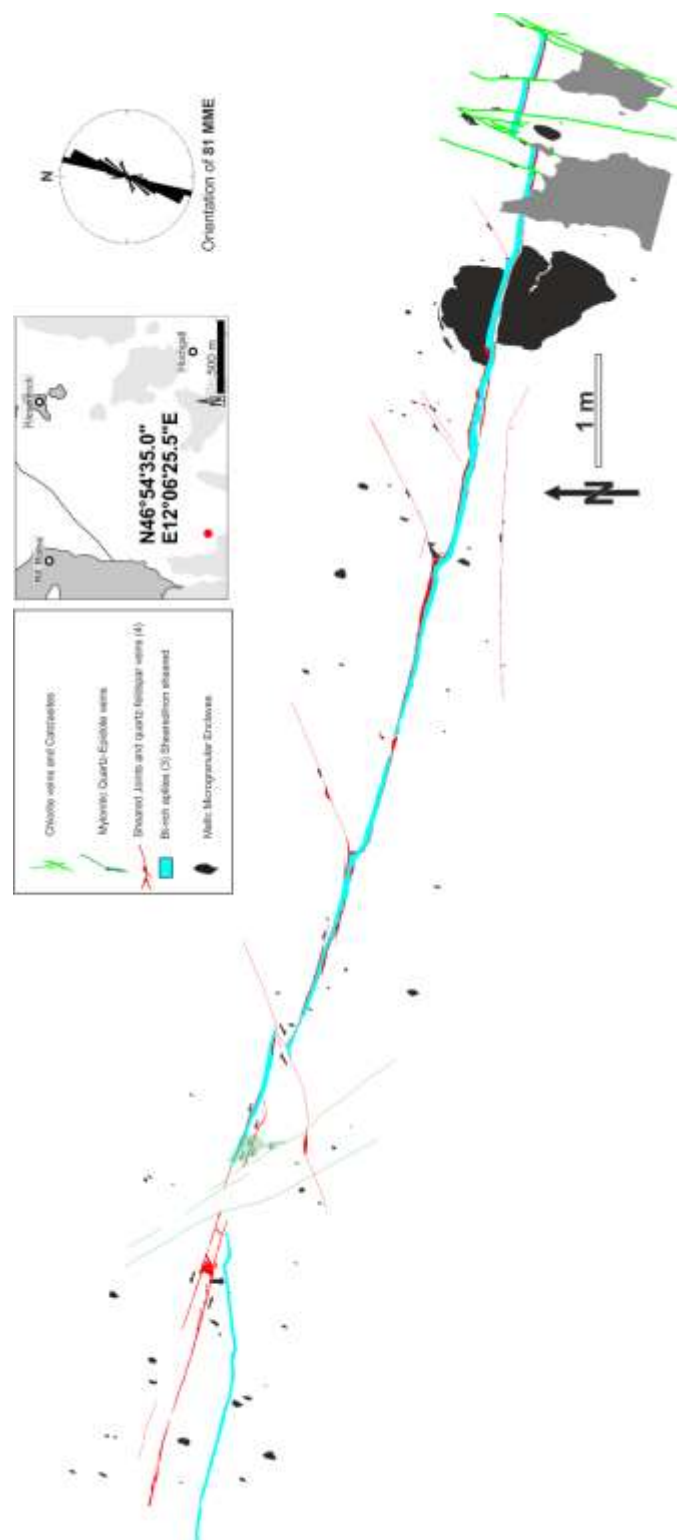 N
Orientation of 81 MME
Hochgall
500 m
N
N46°54'35.0"
E12°06'25.5"E
Chlorite veins and Cataclasites
Mylonitic Quartz-Epidote veins
Sheared Joints and quartz-feldspar veins (4)
Bt-rich aplites (3) Sheared/non sheared
Mafic Microgranular Enclaves
1 m
N